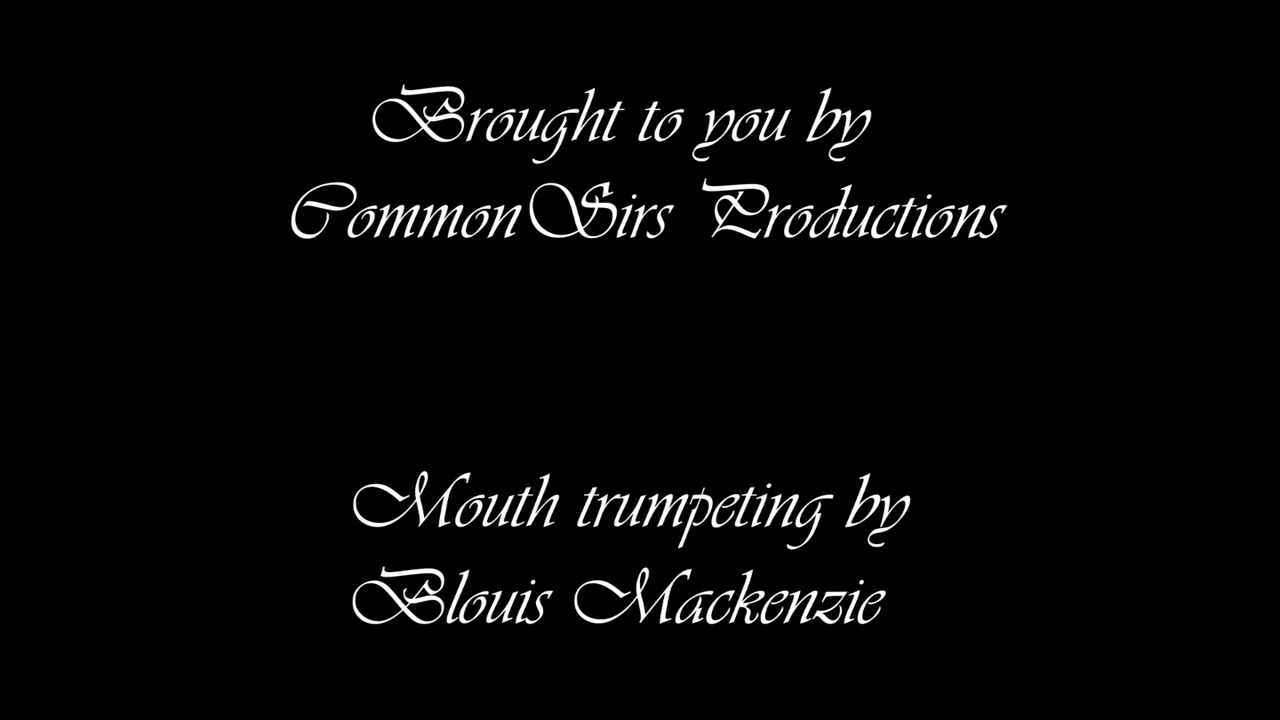 Brought to you by
CommonSirs Productions
Mouth trumpeting by
Blouis Mackenzie